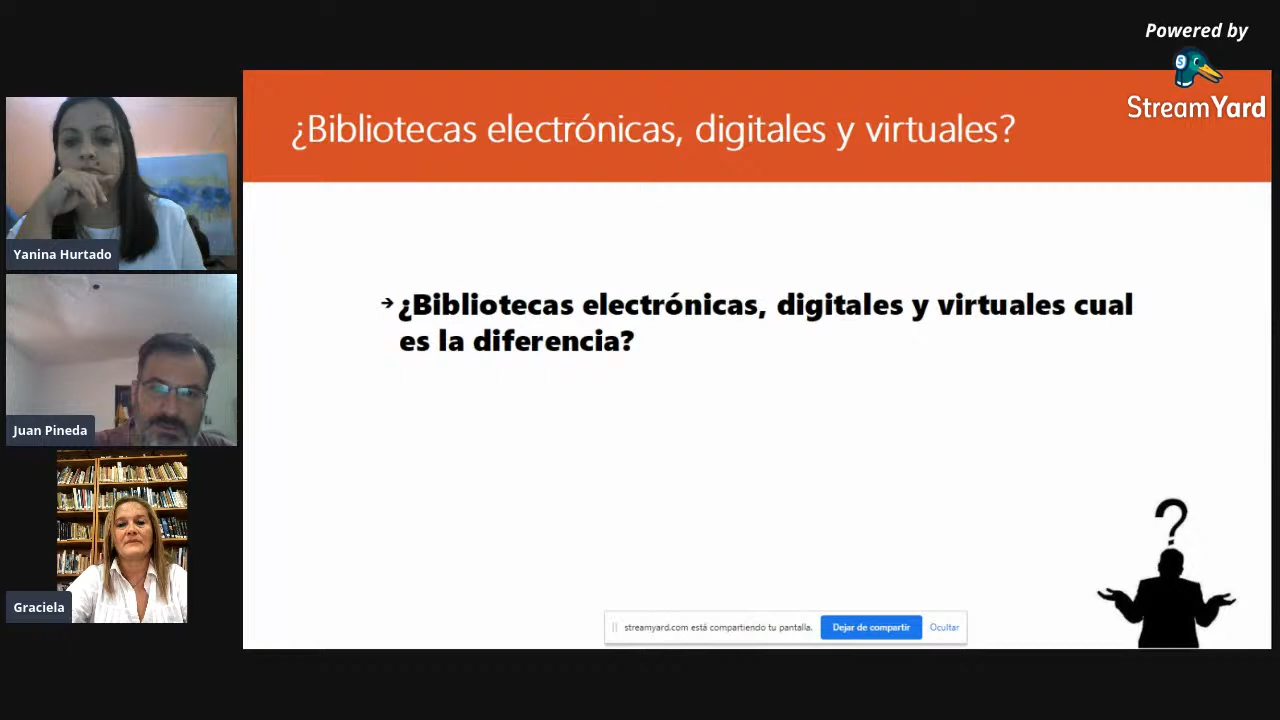 Powered by
StreamYard
¿Bibliotecas electrónicas, digitales y virtuales?
➔ ¿Bibliotecas electrónicas, digitales y virtuales cual
es la diferencia?
?
Yanina Hurtado
Juan Pineda
Graciela
streamyard.com está compartiendo tu pantalla.
Dejar de compartir
Ocultar